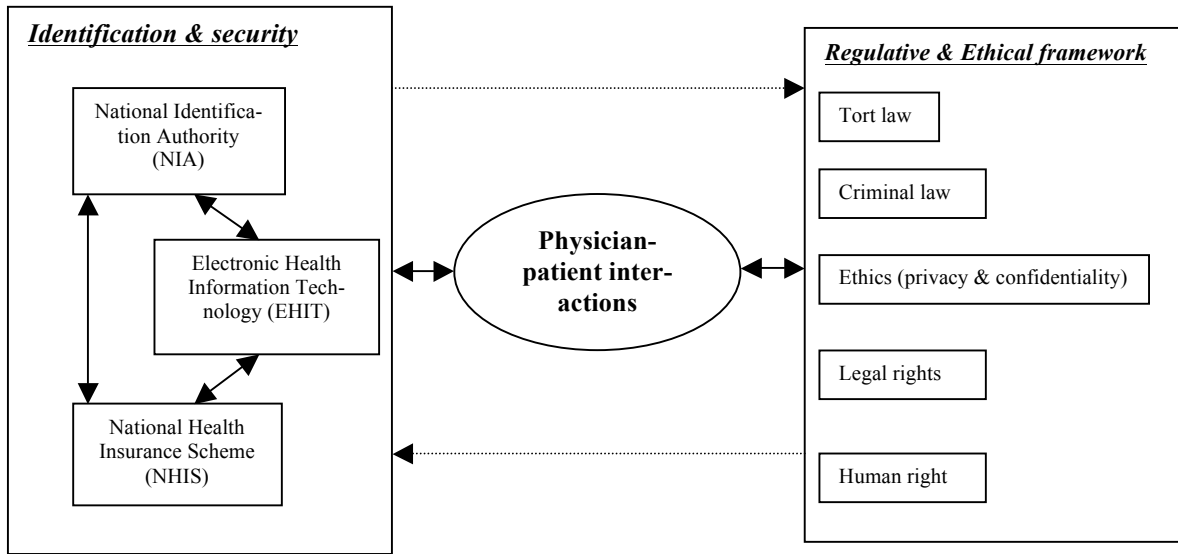 Identification & security
National Identifica-
tion Authority
(NIA)
Electronic Health
Information Tech-
nology (EHIT)
National Health
Insurance Scheme
(NHIS)
Physician-
patient inter-
actions
Regulative & Ethical framework
Tort law
Criminal law
Ethics (privacy & confidentiality)
Legal rights
Human right